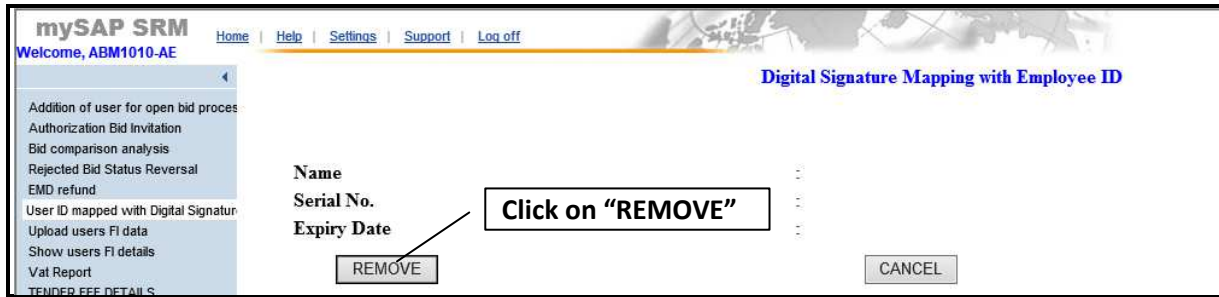 mySAP SRM
Home | Help | Settings | Support | Log off
Welcome, ABM1010-AE
Digital Signature Mapping with Employee ID
Addition of user for open bid proces
Authorization Bid Invitation
Bid comparison analysis
Rejected Bid Status Reversal
EMD refund
User ID mapped with Digital Signatur
Upload users FI data
Show users FI details
Vat Report
TENDER FEE DETAILS
Name :
Serial No. :
Expiry Date :
Click on “REMOVE”
REMOVE
CANCEL